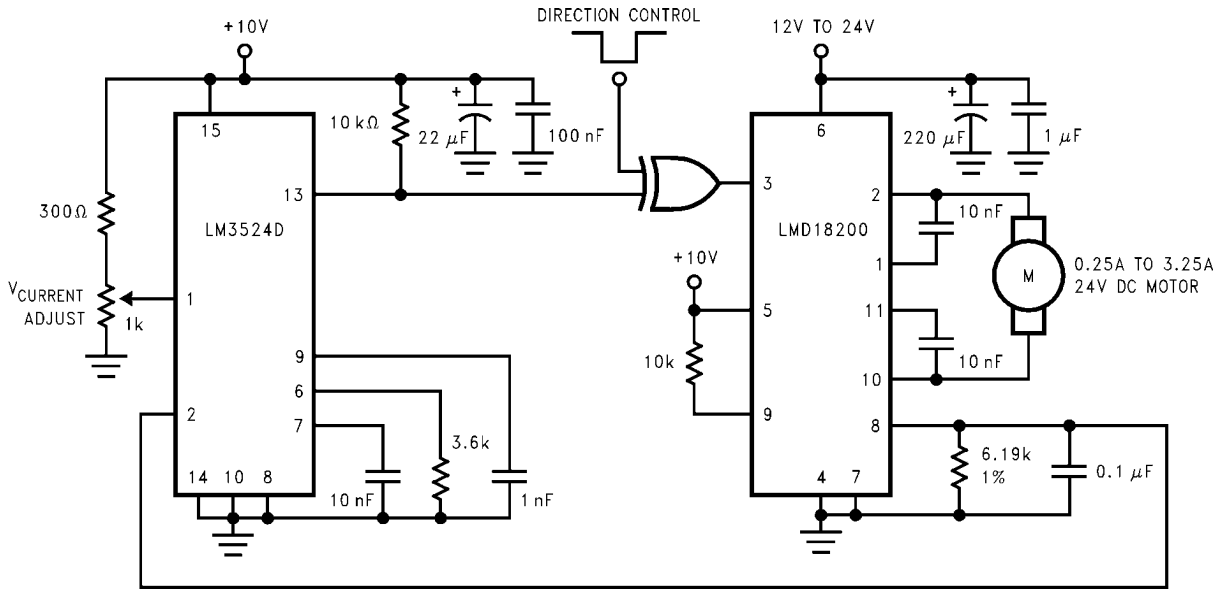 DIRECTION CONTROL
+10V
12V TO 24V
+
+
15
10 kΩ
22 µF
100 nF
6
220 µF
1 µF
13
3
2
300Ω
LM3524D
LMD18200
10 nF
+10V
1
M
0.25A TO 3.25A
24V DC MOTOR
VCURRENT
ADJUST
1k
1
5
11
9
10k
10 nF
6
10
2
7
3.6k
9
8
6.19k
1%
0.1 µF
14
10
8
10 nF
1 nF
4
7